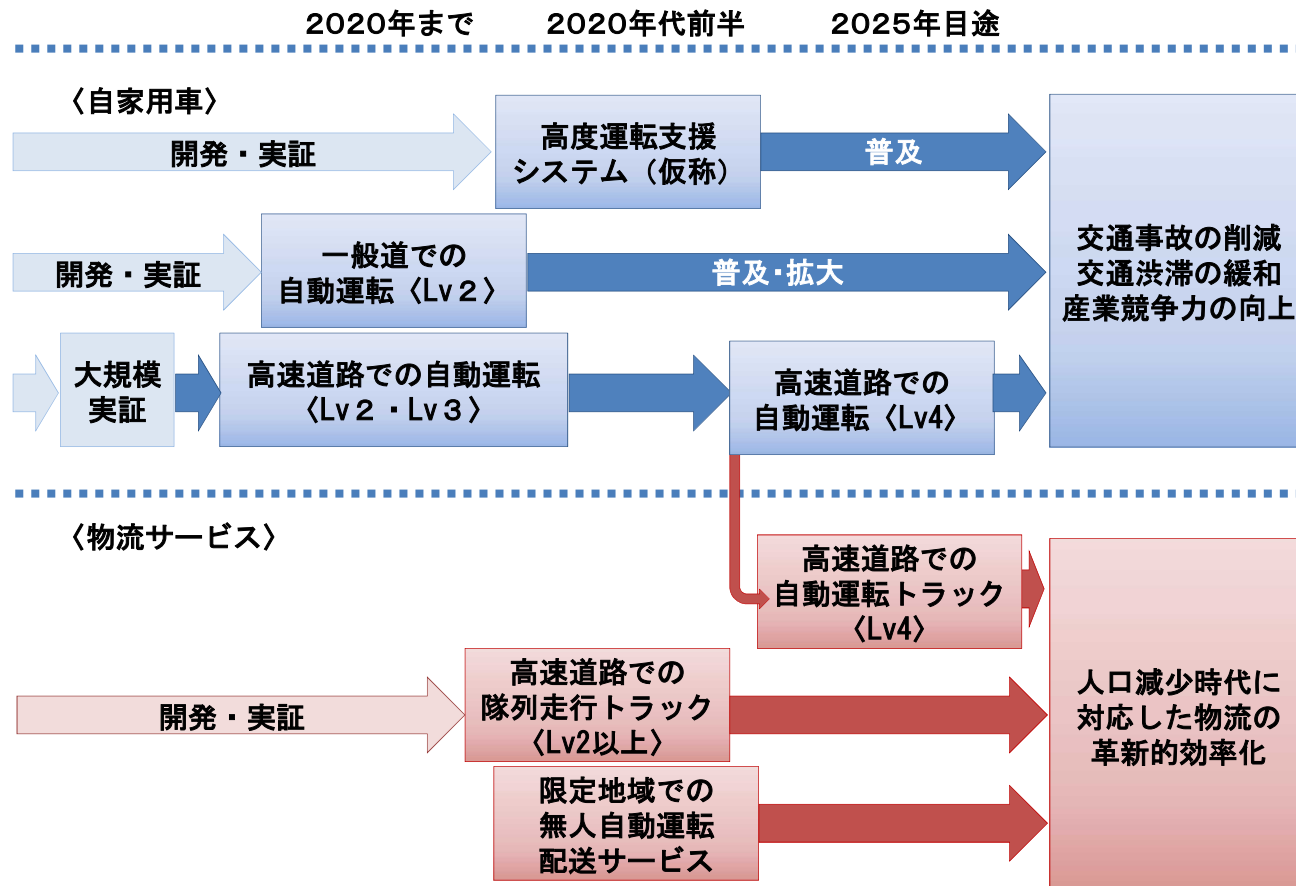 2020年まで
2020年代前半
2025年目途
〈自家用車〉
開発・実証
高度運転支援
システム（仮称）
普及
開発・実証
一般道での
自動運転〈Lv２〉
普及・拡大
大規模
実証
高速道路での自動運転
〈Lv２・Lv３〉
高速道路での
自動運転〈Lv4〉
交通事故の削減
交通渋滞の緩和
産業競争力の向上
〈物流サービス〉
高速道路での
自動運転トラック
〈Lv4〉
開発・実証
高速道路での
隊列走行トラック
〈Lv2以上〉
限定地域での
無人自動運転
配送サービス
人口減少時代に
対応した物流の
革新的効率化